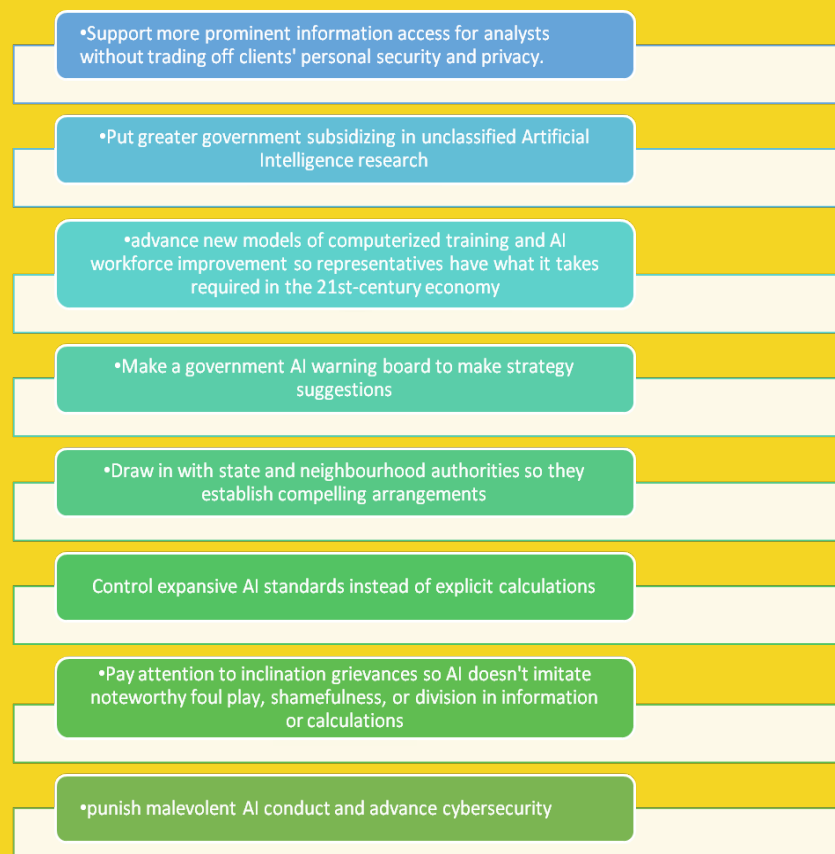 •Support more prominent information access for analysts
without trading off clients' personal security and privacy.
•Put greater government subsidizing in unclassified Artificial
Intelligence research
•advance new models of computerized training and AI
workforce improvement so representatives have what it takes
required in the 21st-century economy
•Make a government AI warning board to make strategy
suggestions
•Draw in with state and neighbourhood authorities so they
establish compelling arrangements
Control expansive AI standards instead of explicit calculations
•Pay attention to inclination grievances so AI doesn't imitate
noteworthy foul play, shamefulness, or division in information
or calculations
•punish malevolent AI conduct and advance cybersecurity